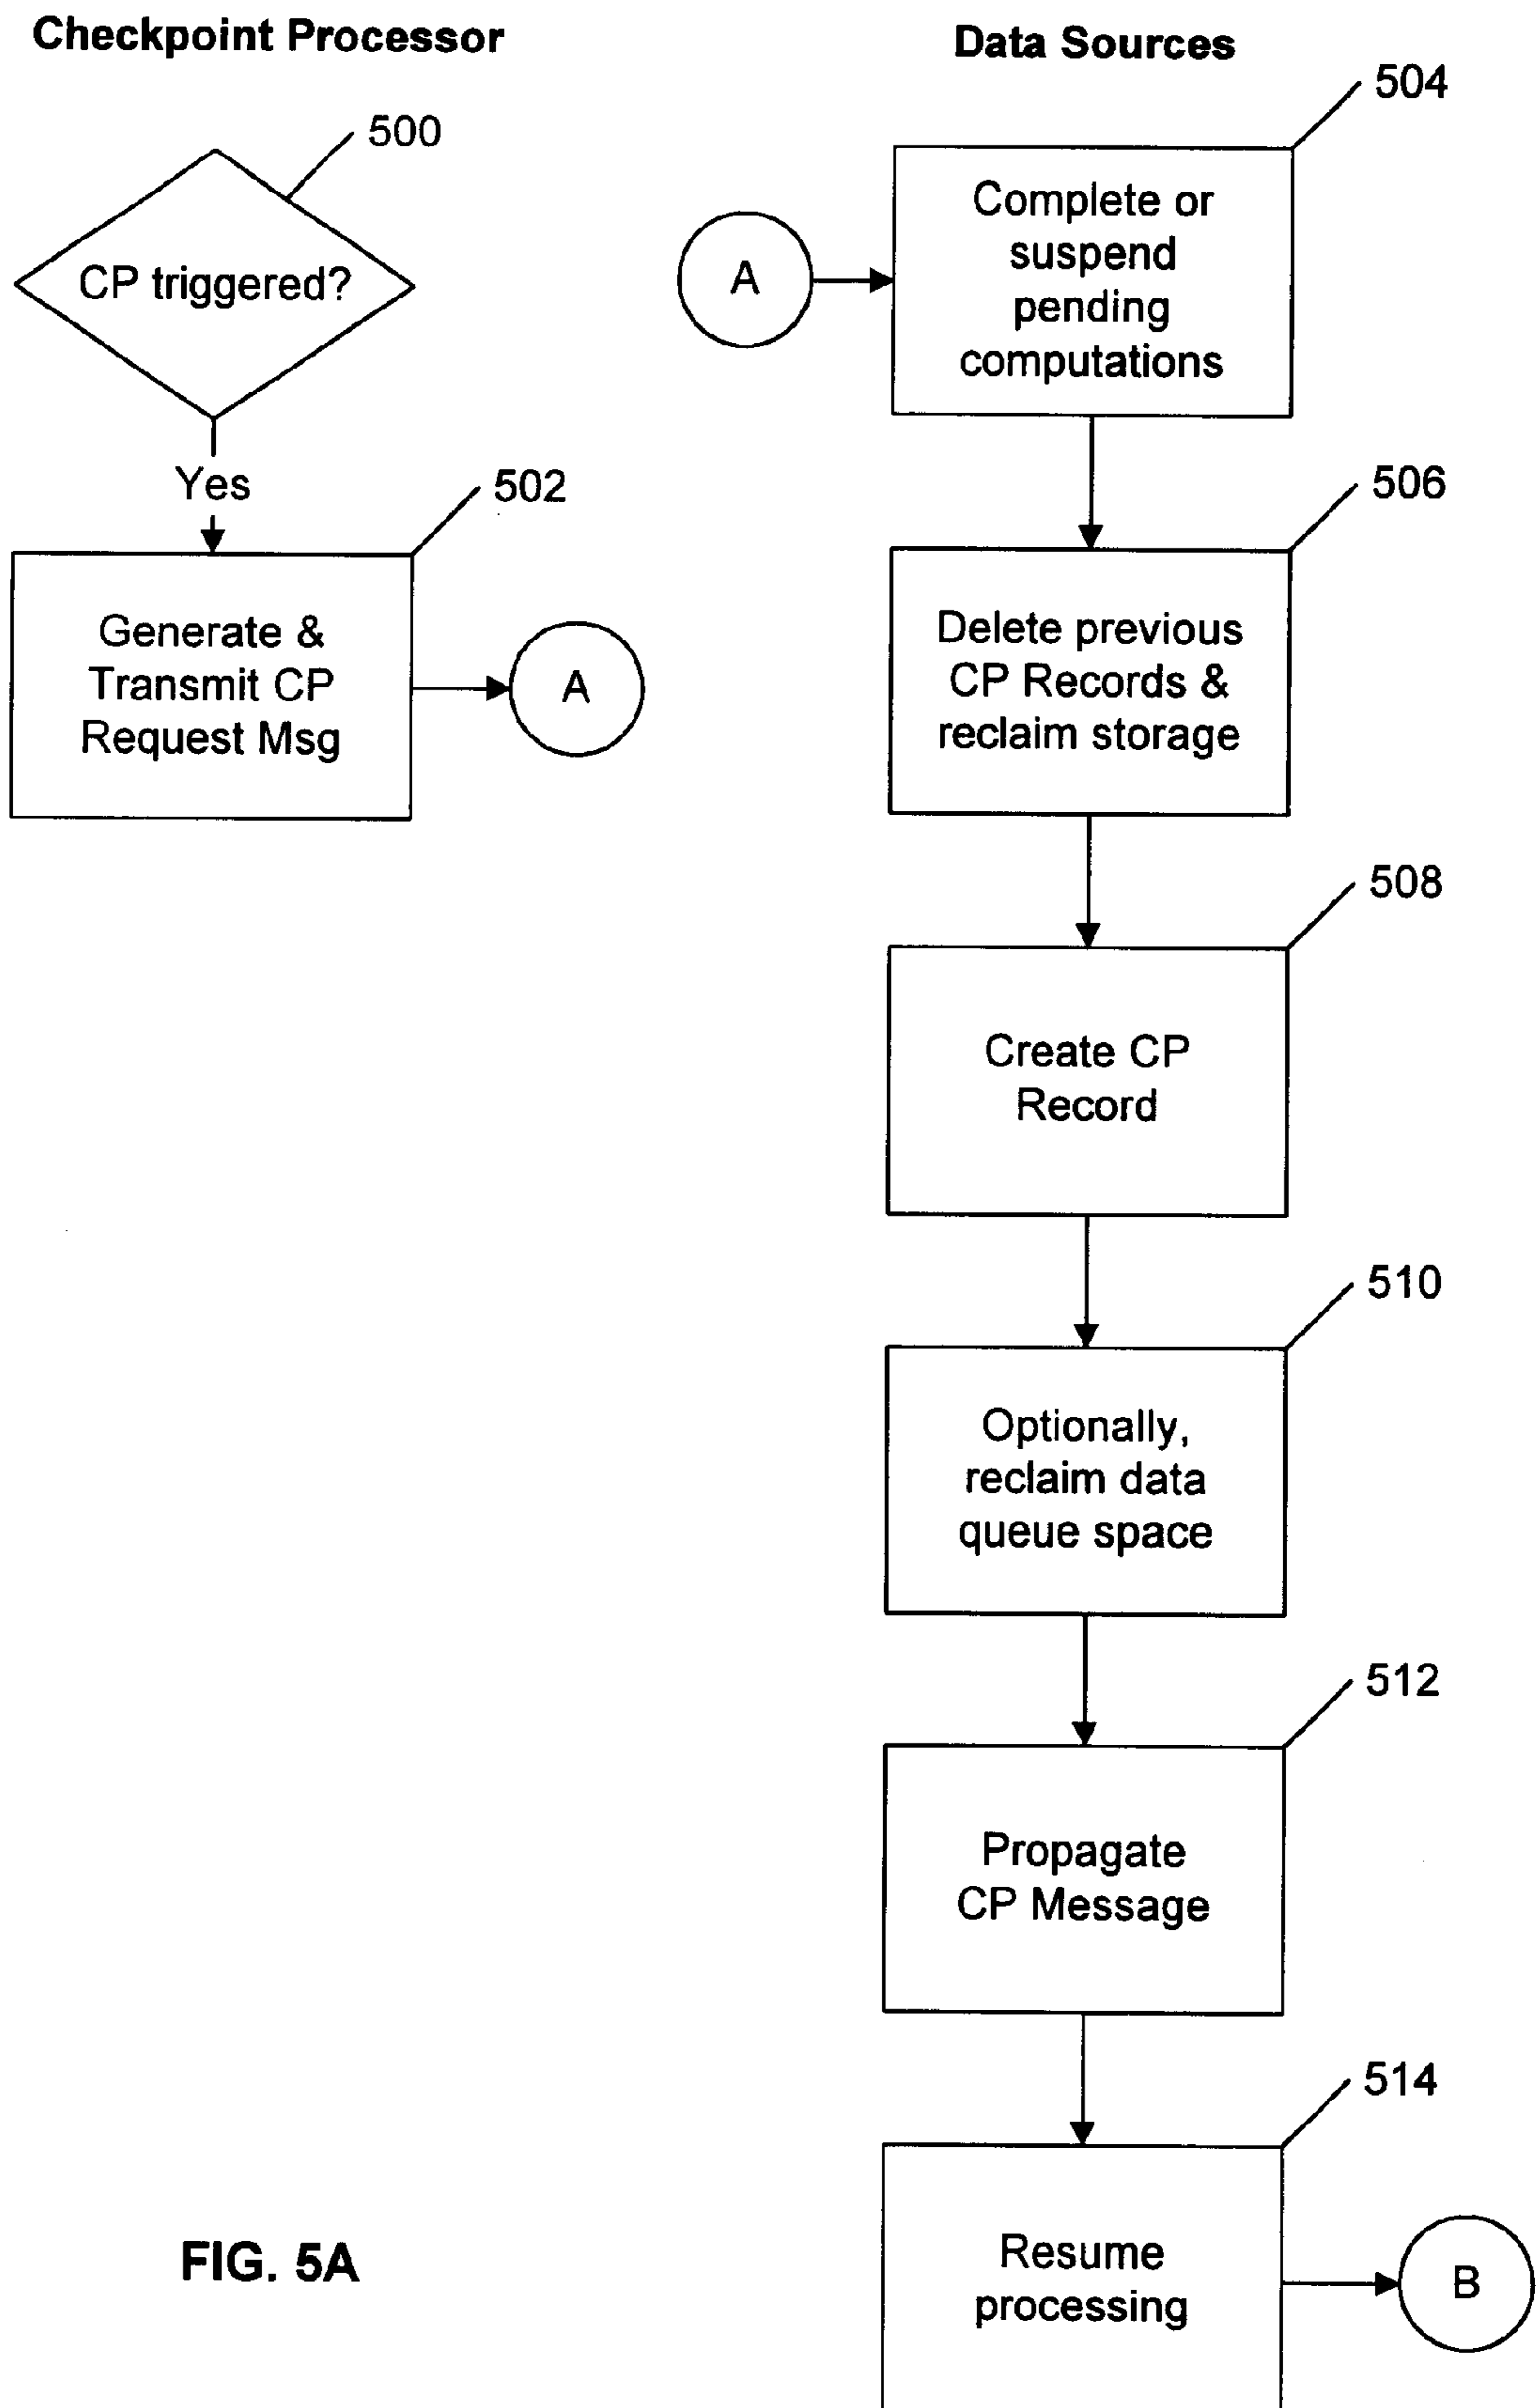 Checkpoint Processor
500
CP triggered?
Yes
502
Generate &
Transmit CP
Request Msg
A
Data Sources
504
A
Complete or
suspend
pending
computations
506
Delete previous
CP Records &
reclaim storage
508
Create CP
Record
510
Optionally,
reclaim data
queue space
512
Propagate
CP Message
514
Resume
processing
B
FIG. 5A